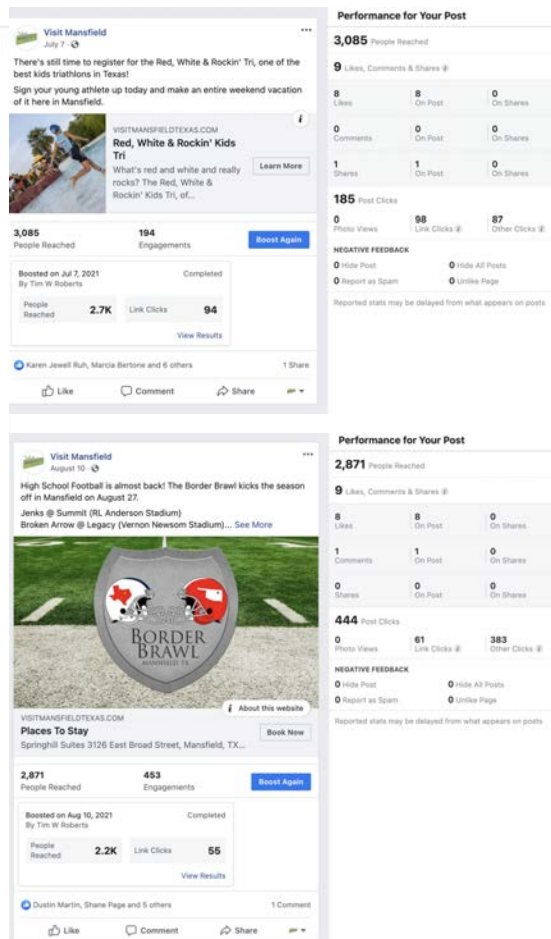 Visit Mansfield
July 7 ·
There's still time to register for the Red, White & Rockin' Tri, one of the
best kids triathlons in Texas!
Sign your young athlete up today and make an entire weekend vacation
of it here in Mansfield.
VISITMANSFIELDTEXAS.COM
Red, White & Rockin' Kids
Tri
What's red and white and really
rocks? The Red, White &
Rockin' Kids Tri, of...
Learn More
3,085 194
People Reached Engagements
Boost Again
Boosted on Jul 7, 2021 Completed
By Tim W Roberts
People
Reached 2.7K Link Clicks 94
View Results
Karen Jewell Ruh, Marcia Bertone and 6 others 1 Share
Like Comment Share
Performance for Your Post
3,085 People Reached
9 Likes, Comments & Shares
8 8 0
Likes On Post On Shares
0 0 0
Comments On Post On Shares
1 1 0
Shares On Post On Shares
185 Post Clicks
0 98 87
Photo Views Link Clicks Other Clicks
NEGATIVE FEEDBACK
0 Hide Post 0 Hide All Posts
0 Report as Spam 0 Unlike Page
Reported stats may be delayed from what appears on posts
Visit Mansfield
August 10 ·
High School Football is almost back! The Border Brawl kicks the season
off in Mansfield on August 27.
Jenks @ Summit (RL Anderson Stadium)
Broken Arrow @ Legacy (Vernon Newsom Stadium)... See More
BORDER
BRAWL
MANSFIELD, TX
i About this website
VISITMANSFIELDTEXAS.COM
Places To Stay
Springhill Suites 3126 East Broad Street, Mansfield, TX...
Book Now
2,871 453
People Reached Engagements
Boost Again
Boosted on Aug 10, 2021 Completed
By Tim W Roberts
People
Reached 2.2K Link Clicks 55
View Results
Dustin Martin, Shane Page and 5 others 1 Comment
Like Comment Share
Performance for Your Post
2,871 People Reached
9 Likes, Comments & Shares
8 8 0
Likes On Post On Shares
1 1 0
Comments On Post On Shares
0 0 0
Shares On Post On Shares
444 Post Clicks
0 61 383
Photo Views Link Clicks Other Clicks
NEGATIVE FEEDBACK
0 Hide Post 0 Hide All Posts
0 Report as Spam 0 Unlike Page
Reported stats may be delayed from what appears on posts